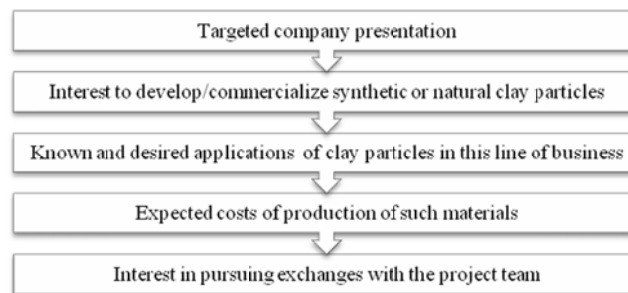 Targeted company presentation
Interest to develop/commercialize synthetic or natural clay particles
Known and desired applications of clay particles in this line of business
Expected costs of production of such materials
Interest in pursuing exchanges with the project team